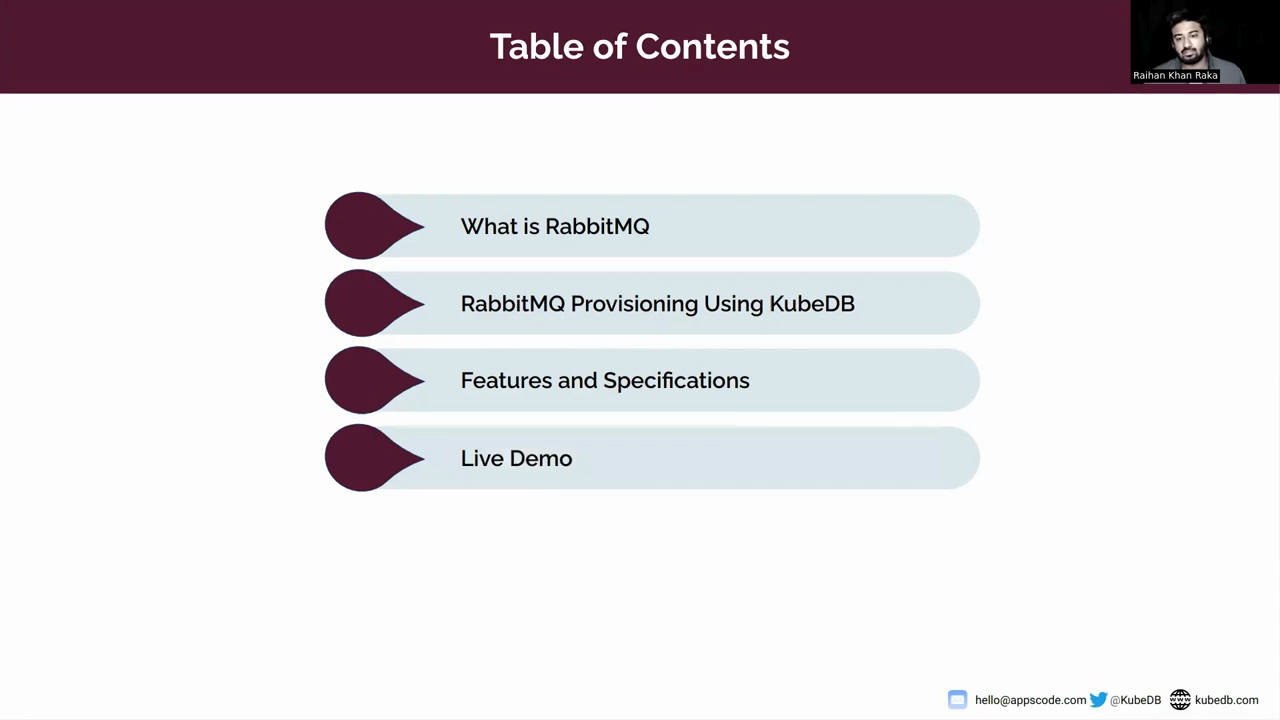 Table of Contents
Raihan Khan Raka
What is RabbitMQ
RabbitMQ Provisioning Using KubeDB
Features and Specifications
Live Demo
hello@appscode.com @KubeDB www kubedb.com